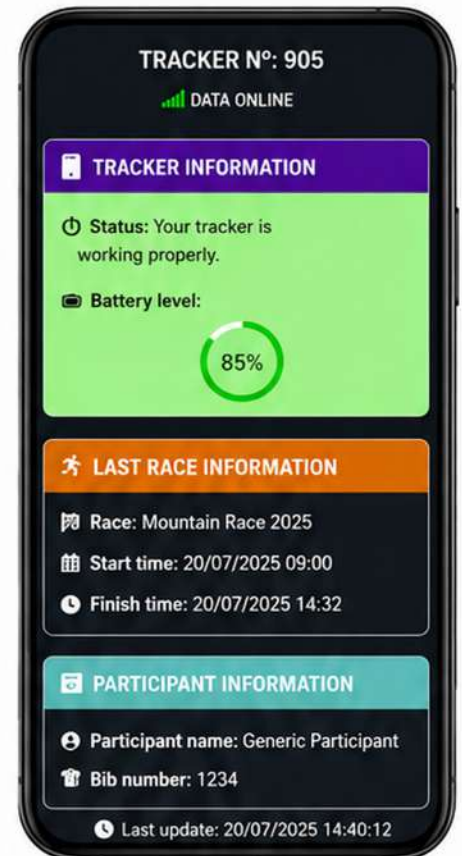 TRACKER Nº: 905
DATA ONLINE
TRACKER INFORMATION
Status: Your tracker is
working properly.
Battery level:
85%
LAST RACE INFORMATION
Race: Mountain Race 2025
Start time: 20/07/2025 09:00
Finish time: 20/07/2025 14:32
PARTICIPANT INFORMATION
Participant name: Generic Participant
Bib number: 1234
Last update: 20/07/2025 14:40:12